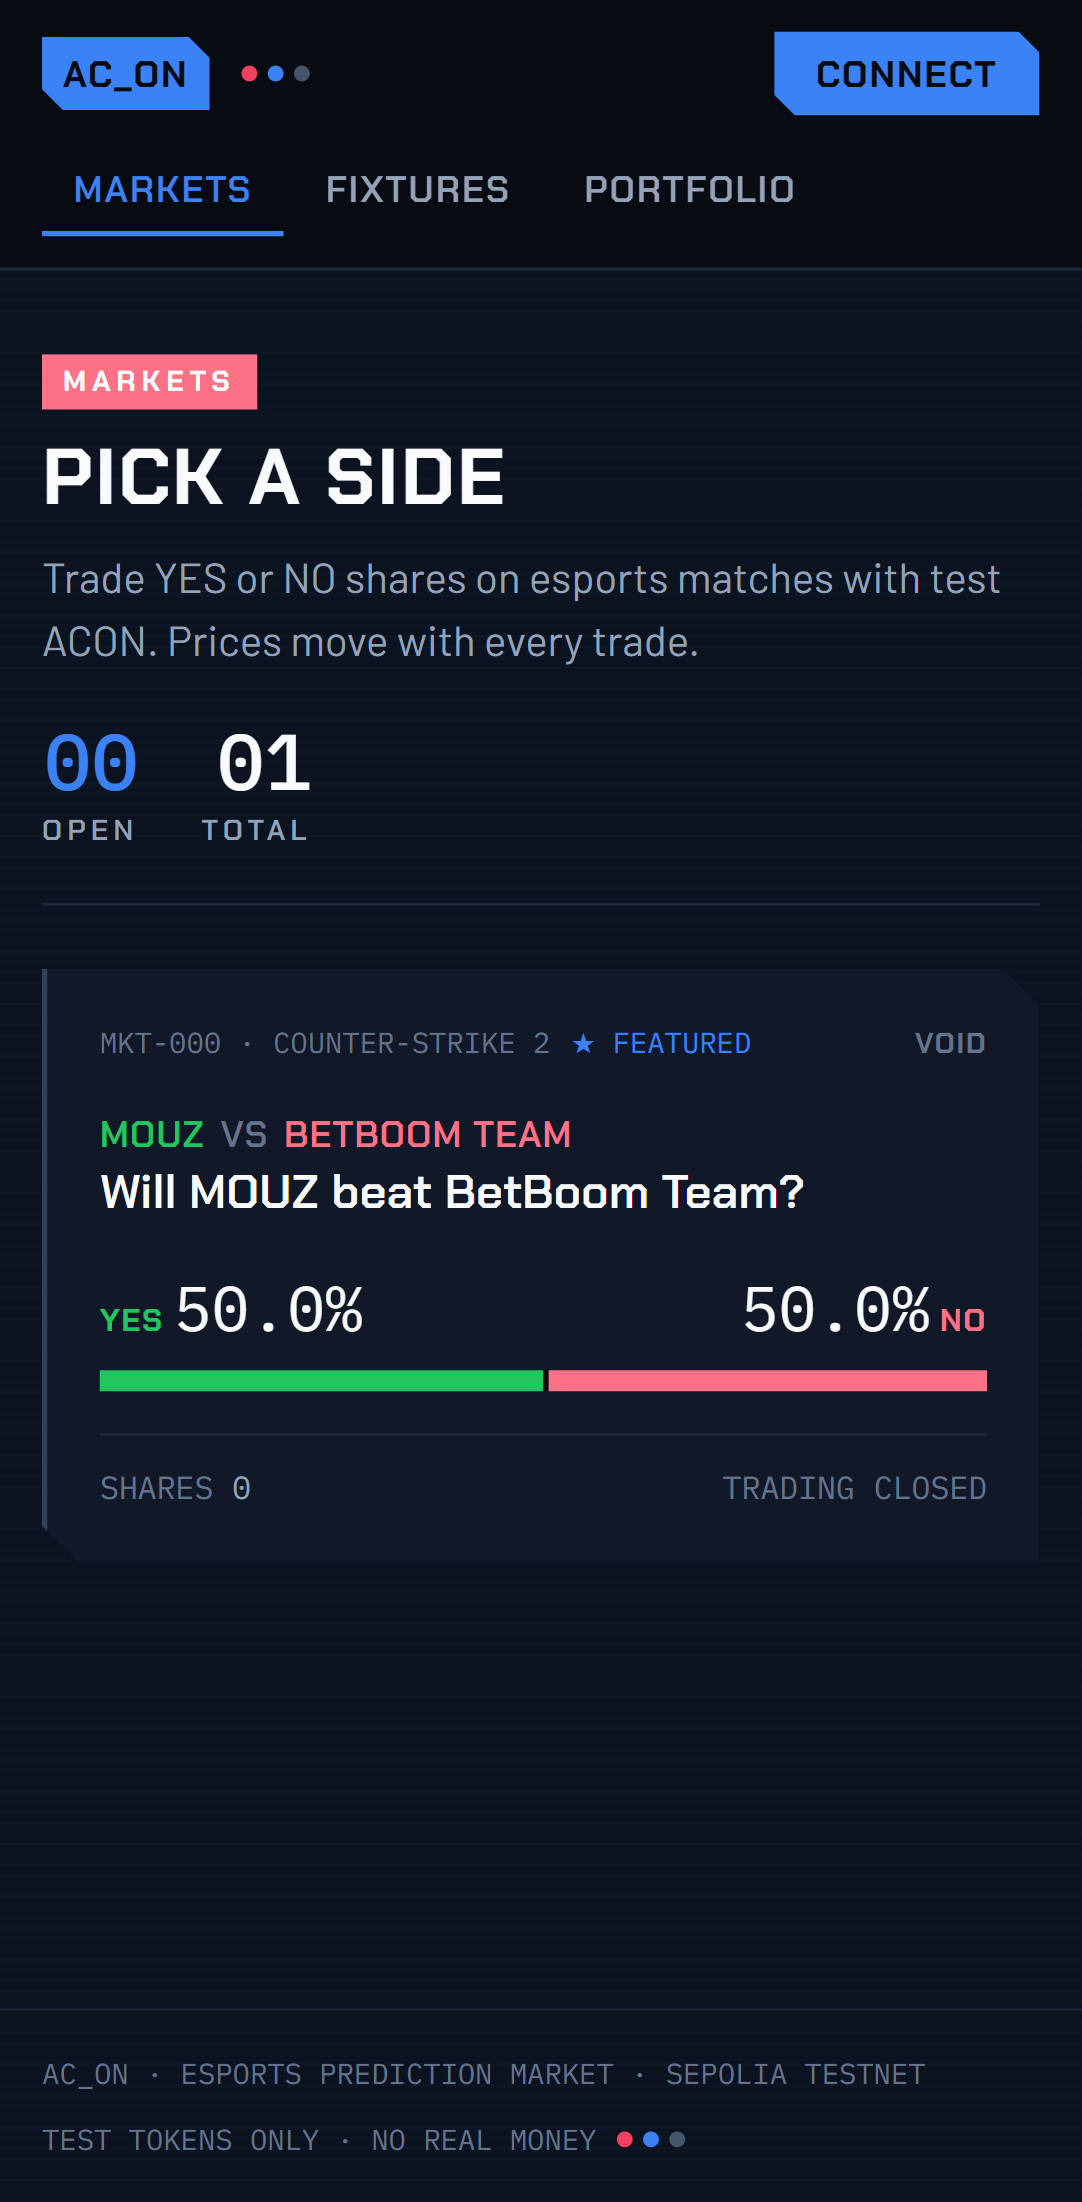 AC_ON
CONNECT
MARKETS FIXTURES PORTFOLIO
MARKETS
PICK A SIDE
Trade YES or NO shares on esports matches with test
ACON. Prices move with every trade.
00 01
OPEN TOTAL
MKT-000 · COUNTER-STRIKE 2 ★ FEATURED VOID
MOUZ VS BETBOOM TEAM
Will MOUZ beat BetBoom Team?
YES 50.0% 50.0% NO
SHARES 0 TRADING CLOSED
AC_ON · ESPORTS PREDICTION MARKET · SEPOLIA TESTNET
TEST TOKENS ONLY · NO REAL MONEY